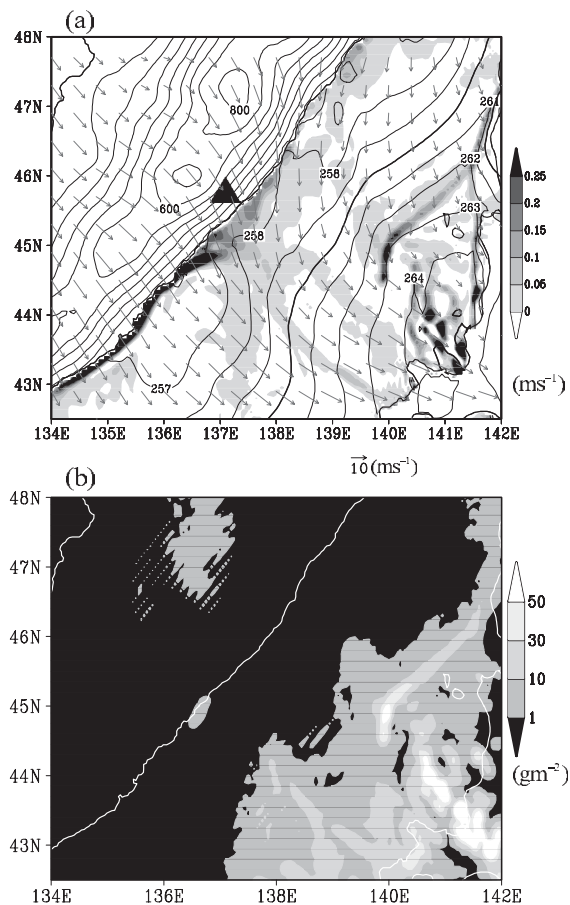 (a)
48N
47N
46N
45N
44N
43N
134E 135E 136E 137E 138E 139E 140E 141E 142E
800
600
258
258
257
261
262
263
264
0.25
0.2
0.15
0.1
0.05
0
(ms⁻¹)
10 (ms⁻¹)
(b)
48N
47N
46N
45N
44N
43N
134E 136E 138E 140E 142E
50
30
10
1
(gm⁻²)